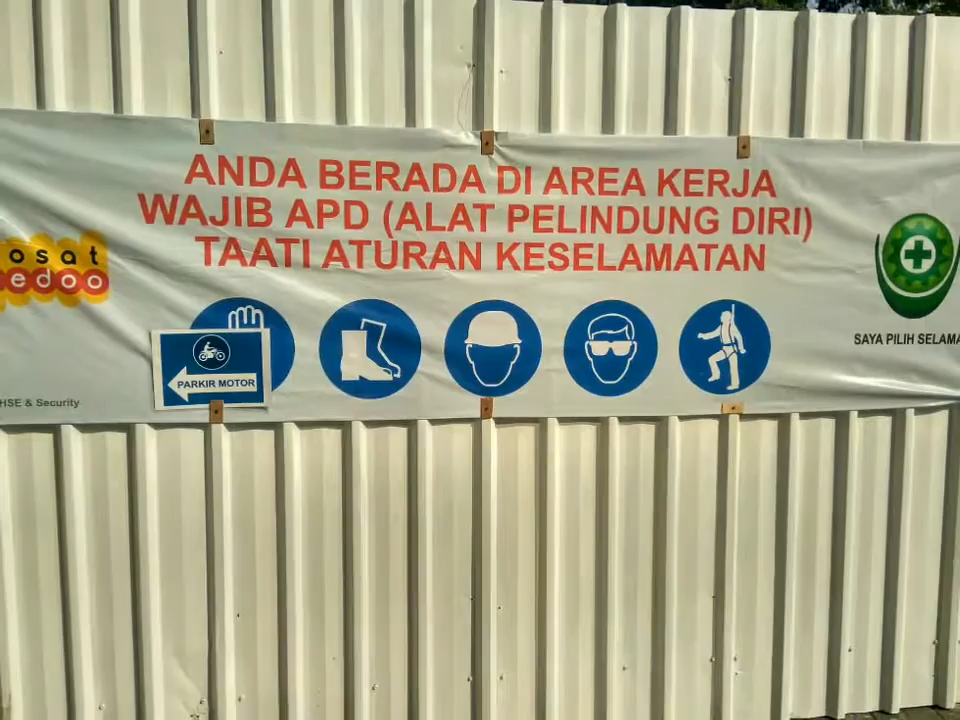 ANDA BERADA DI AREA KERJA
WAJIB APD (ALAT PELINDUNG DIRI)
TAATI ATURAN KESELAMATAN
osat
edoo
PARKIR MOTOR
SAYA PILIH SELAMA
HSE & Security